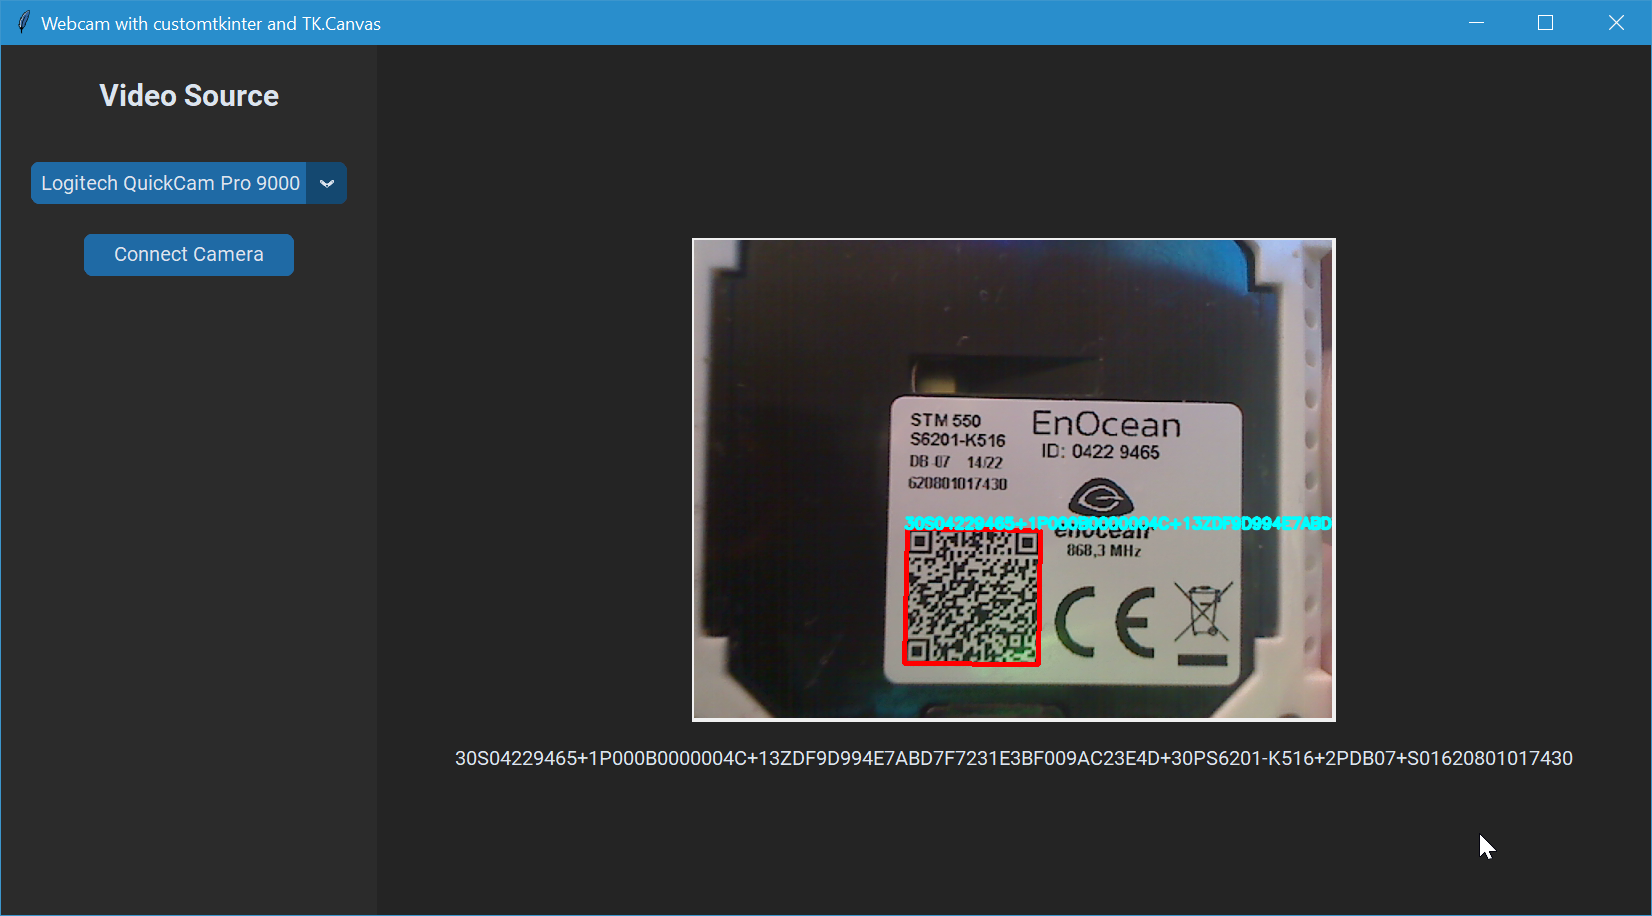 Webcam with customtkinter and TK.Canvas
Video Source
Logitech QuickCam Pro 9000
Connect Camera
STM 550
S6201-K516
DB-07 14/22
620801017430
EnOcean
ID: 0422 9465
30S04229465+1P000B0000004C+13ZDF9D994E7ABD
enocean
868,3 MHz
CE
30S04229465+1P000B0000004C+13ZDF9D994E7ABD7F7231E3BF009AC23E4D+30PS6201-K516+2PDB07+S01620801017430